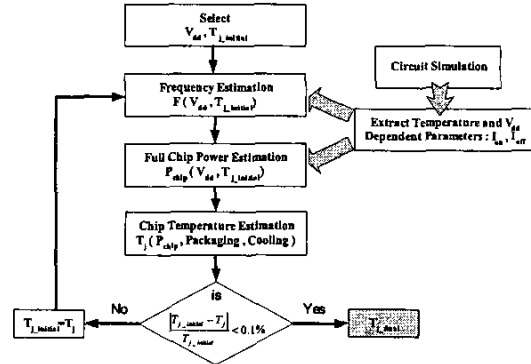 Select
V_dd, T_j_initial
Circuit Simulation
Frequency Estimation
F(V_dd, T_j_initial)
Extract Temperature and V_dd
Dependent Parameters: I_on, I_off
Full Chip Power Estimation
P_chip(V_dd, T_j_initial)
Chip Temperature Estimation
T_j(P_chip, Packaging, Cooling)
is
No
Yes
|T_j_initial - T_j|
T_j_initial
<0.1%
T_j_initial=T_j
T_j_final